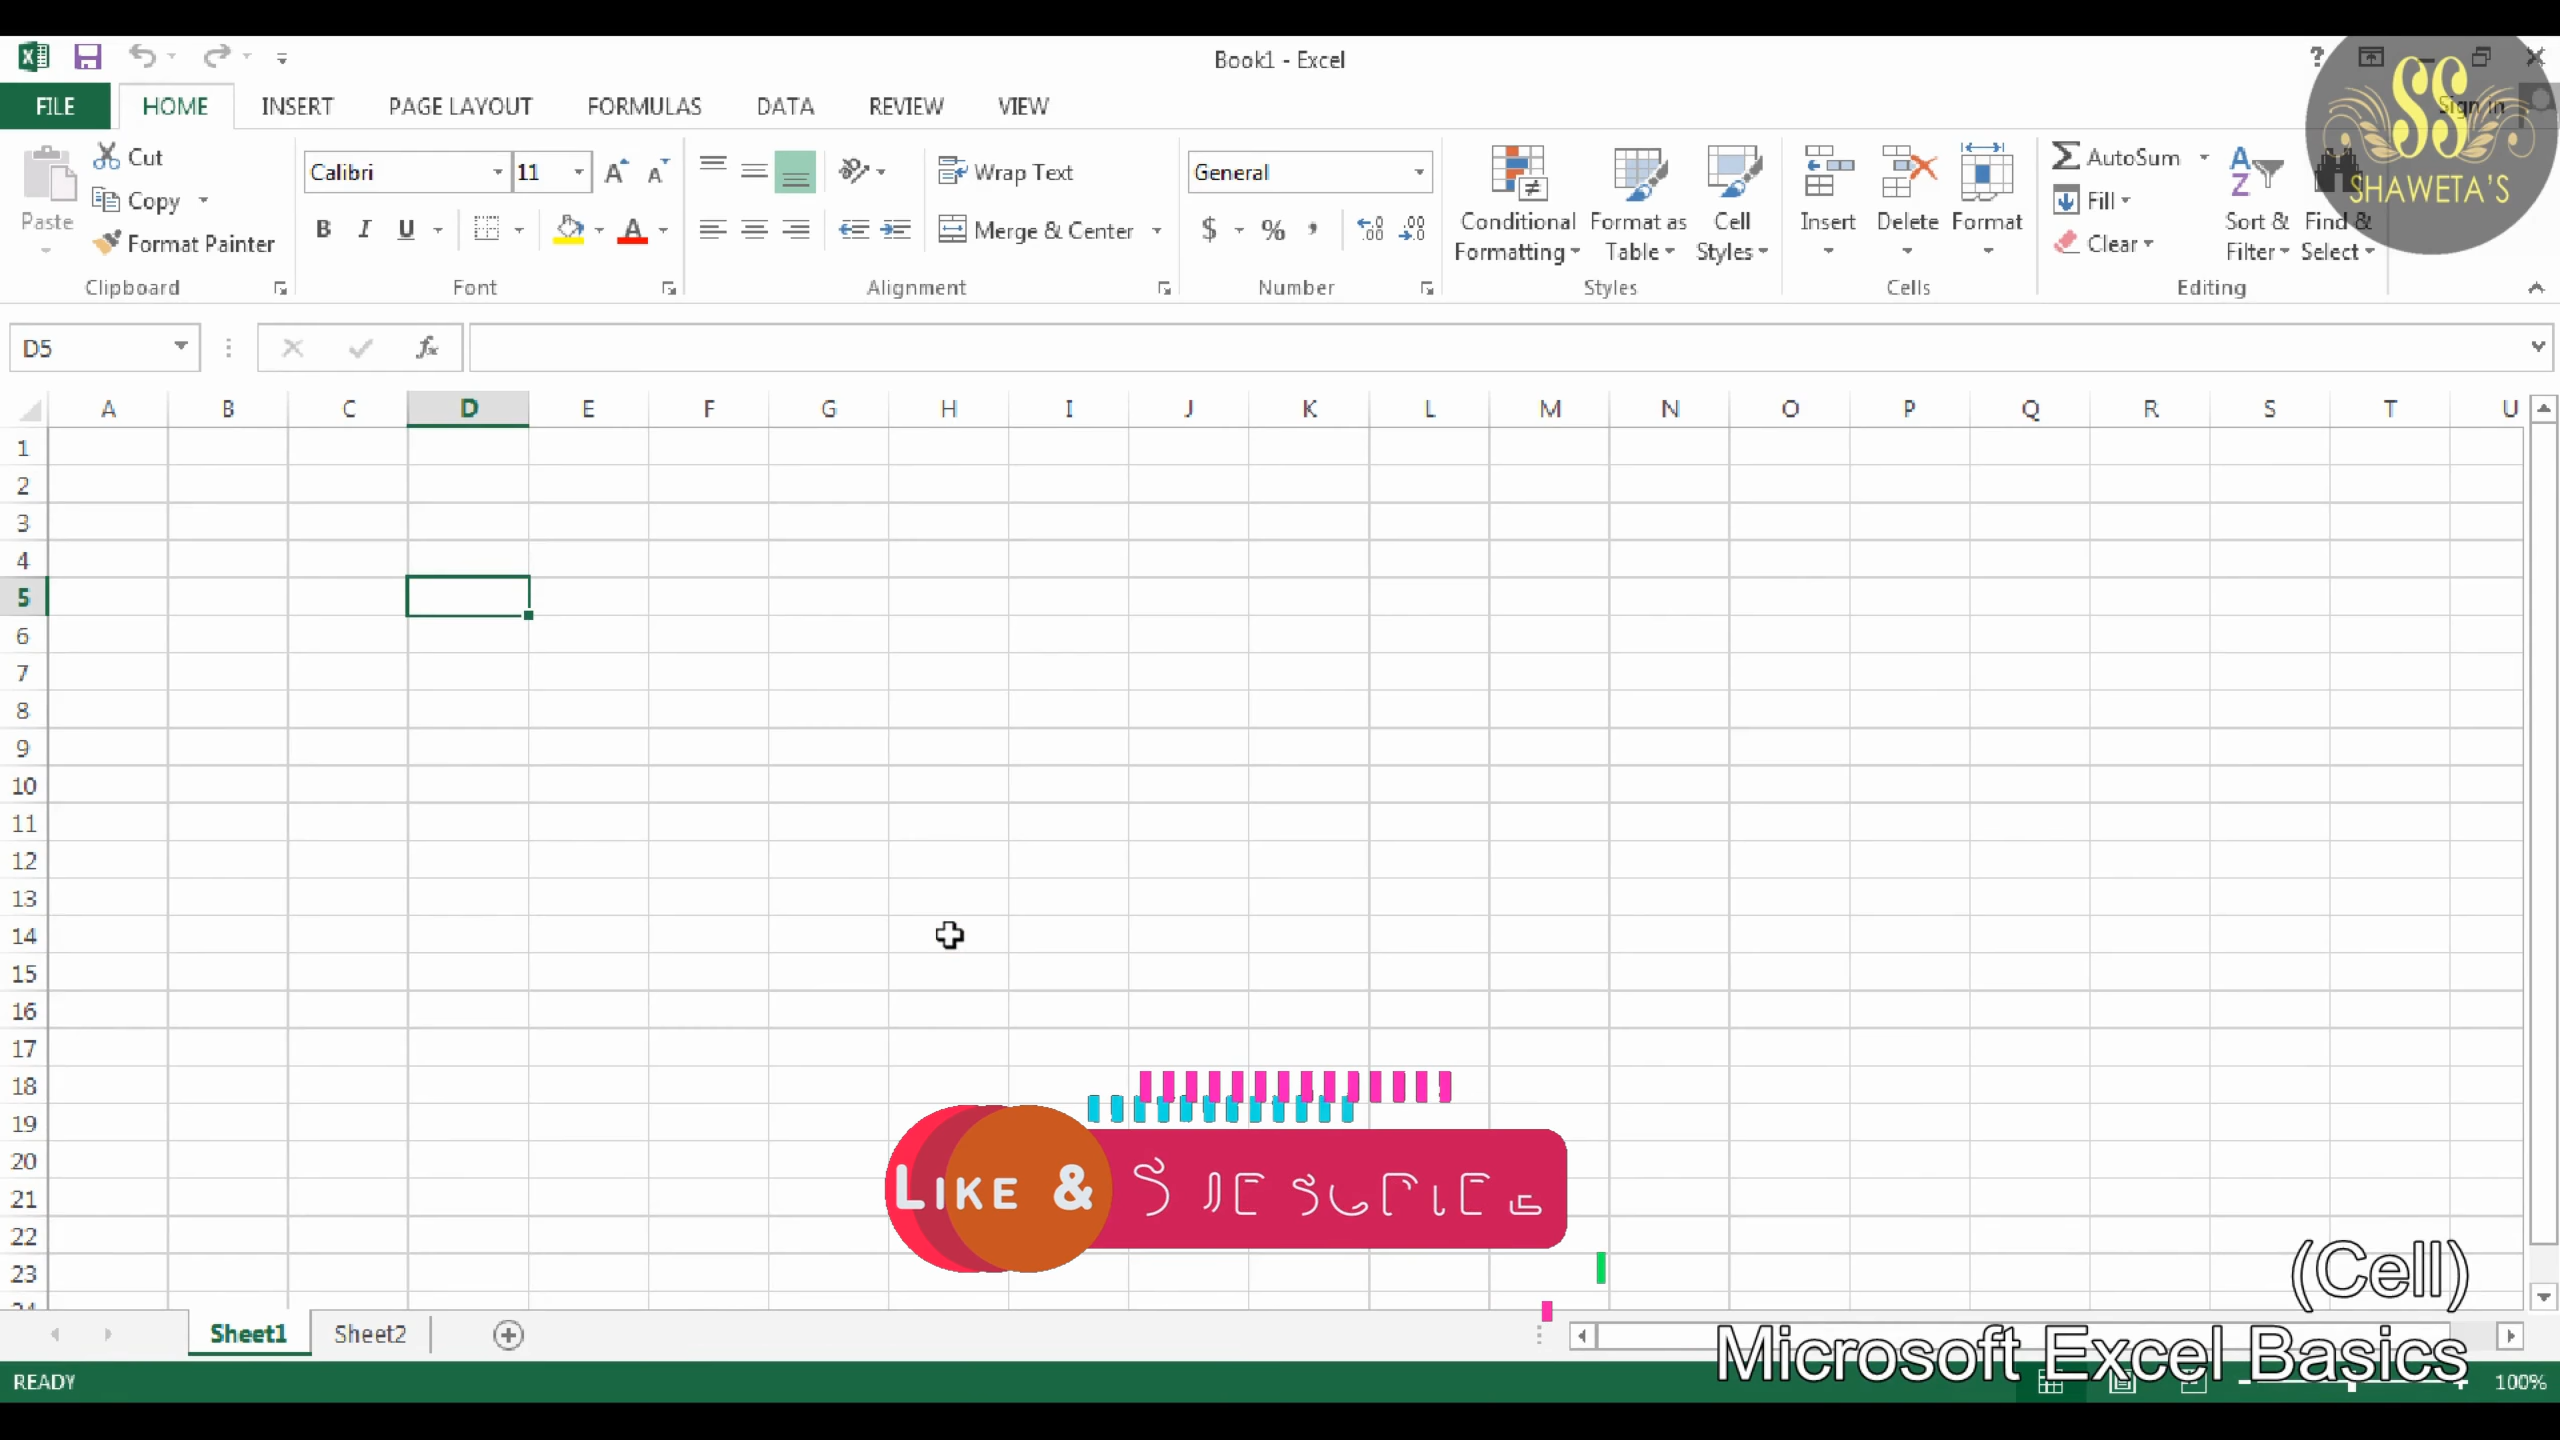 Book1 - Excel
FILE HOME INSERT PAGE LAYOUT FORMULAS DATA REVIEW VIEW Sign in
SS
SHAWETA'S
Paste
Cut
Copy
Format Painter
Clipboard
Calibri 11
B I U A
Font
Wrap Text
Merge & Center
Alignment
General
$ % ,
Number
Conditional Formatting
Format as Table
Cell Styles
Styles
Insert Delete Format
Cells
AutoSum
Fill
Clear
Sort & Filter
Find & Select
Editing
D5 fx
A B C D E F G H I J K L M N O P Q R S T U
1
2
3
4
5
6
7
8
9
10
11
12
13
14
15
16
17
18
19
20
21
22
23
LIKE &
(Cell)
Microsoft Excel Basics
Sheet1 Sheet2
READY 100%